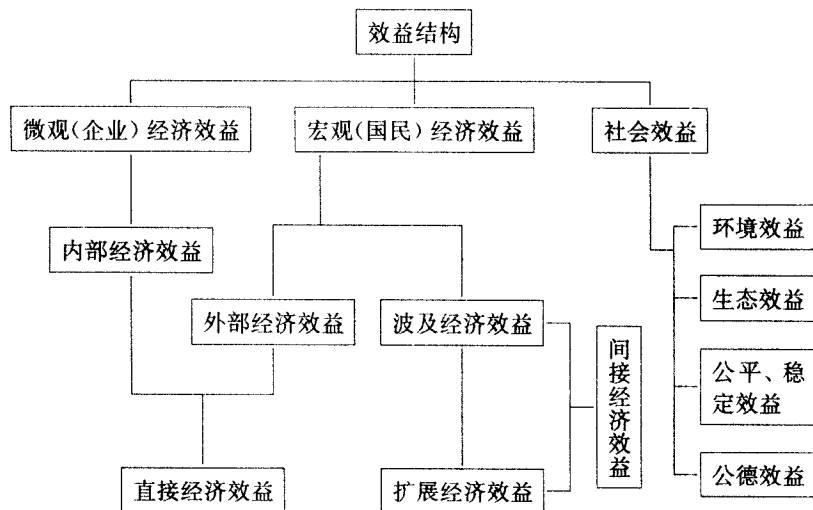 效益结构
微观(企业)经济效益
宏观(国民)经济效益
社会效益
内部经济效益
外部经济效益
波及经济效益
间接经济效益
环境效益
生态效益
公平、稳
定效益
公德效益
直接经济效益
扩展经济效益